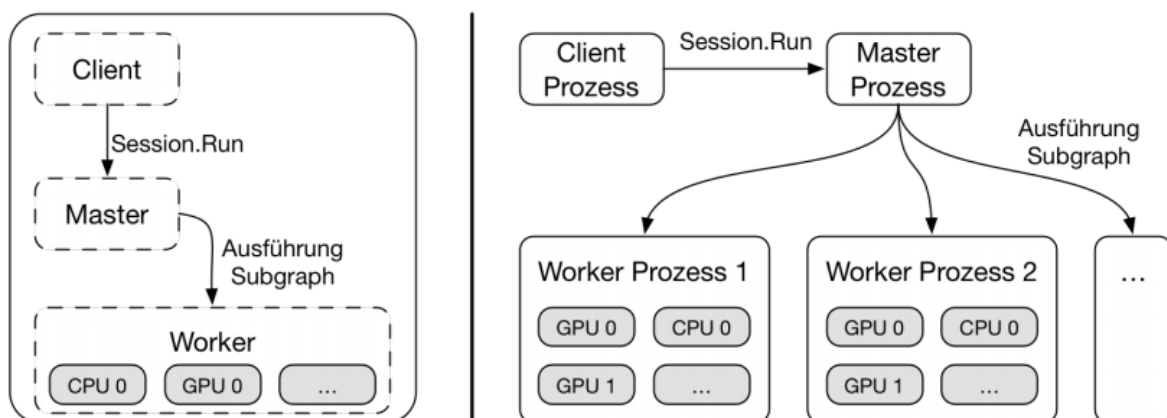 Client
Session.Run
Master
Ausführung
Subgraph
Worker
CPU 0
GPU 0
...
Client
Prozess
Session.Run
Master
Prozess
Ausführung
Subgraph
Worker Prozess 1
GPU 0
CPU 0
GPU 1
...
Worker Prozess 2
GPU 0
CPU 0
GPU 1
...
...